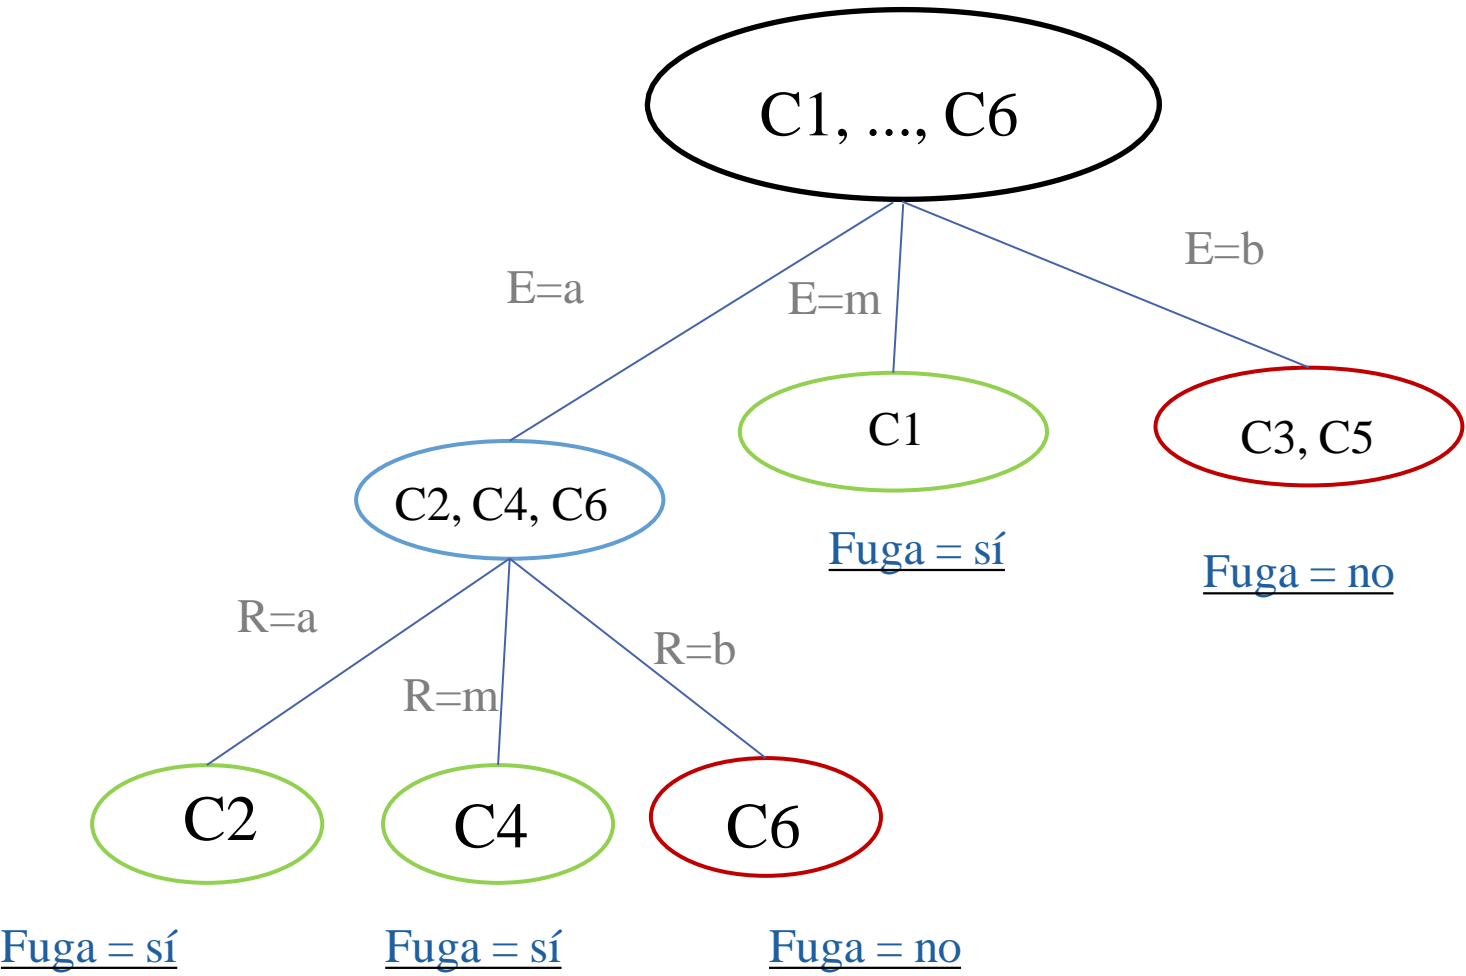 C1, ..., C6
E=a
E=m
E=b
C1
C3, C5
C2, C4, C6
Fuga = sí
Fuga = no
R=a
R=m
R=b
C2
C4
C6
Fuga = sí
Fuga = sí
Fuga = no